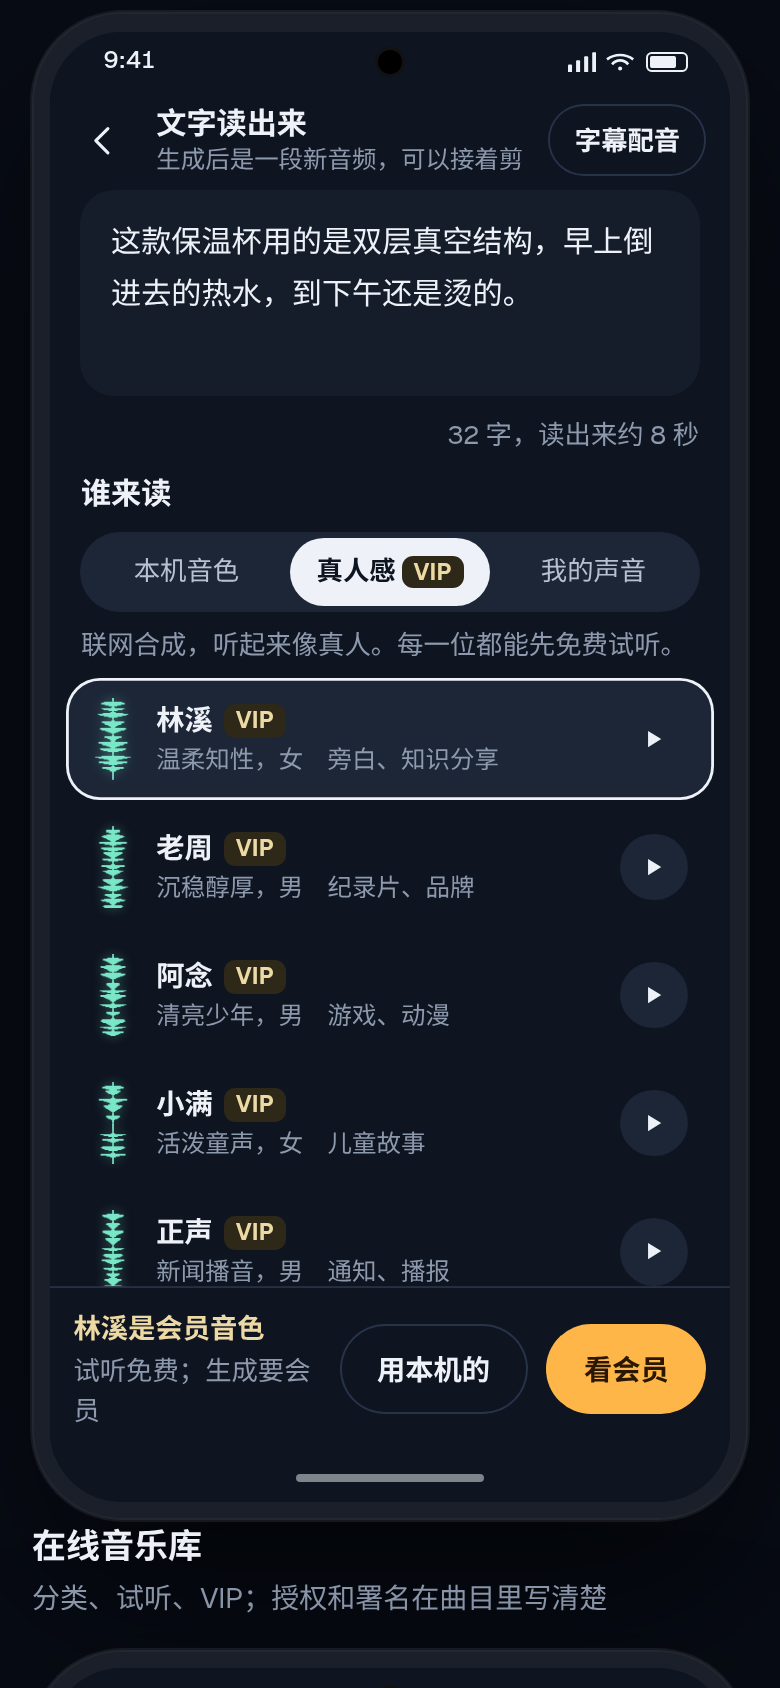 9:41
文字读出来
生成后是一段新音频，可以接着剪
字幕配音
这款保温杯用的是双层真空结构，早上倒
进去的热水，到下午还是烫的。
32 字，读出来约 8 秒
谁来读
本机音色
真人感 VIP
我的声音
联网合成，听起来像真人。每一位都能先免费试听。
林溪 VIP
温柔知性，女 旁白、知识分享
老周 VIP
沉稳醇厚，男 纪录片、品牌
阿念 VIP
清亮少年，男 游戏、动漫
小满 VIP
活泼童声，女 儿童故事
正声 VIP
新闻播音，男 通知、播报
林溪是会员音色
试听免费；生成要会
员
用本机的
看会员
在线音乐库
分类、试听、VIP；授权和署名在曲目里写清楚